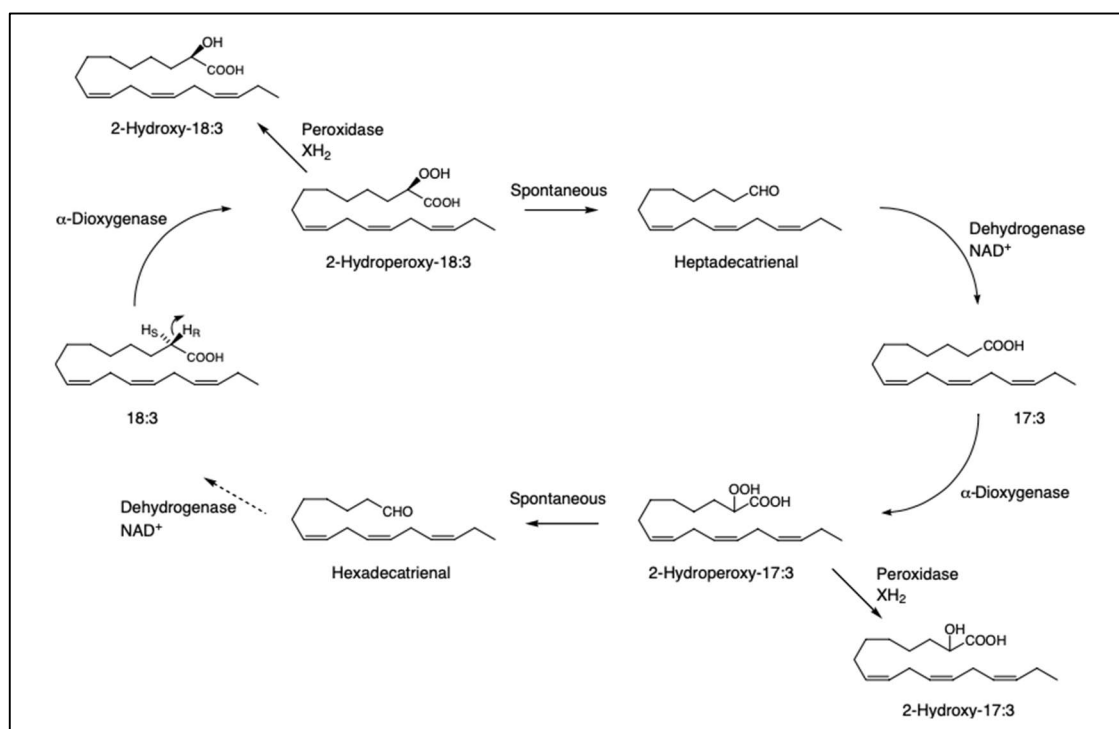 OH
COOH
2-Hydroxy-18:3
Peroxidase
XH₂
OOH
COOH
2-Hydroperoxy-18:3
Spontaneous
CHO
Heptadecatrienal
Dehydrogenase
NAD⁺
α-Dioxygenase
H_S H_R
COOH
18:3
COOH
17:3
α-Dioxygenase
OOH
COOH
2-Hydroperoxy-17:3
Spontaneous
CHO
Hexadecatrienal
Dehydrogenase
NAD⁺
Peroxidase
XH₂
OH
COOH
2-Hydroxy-17:3